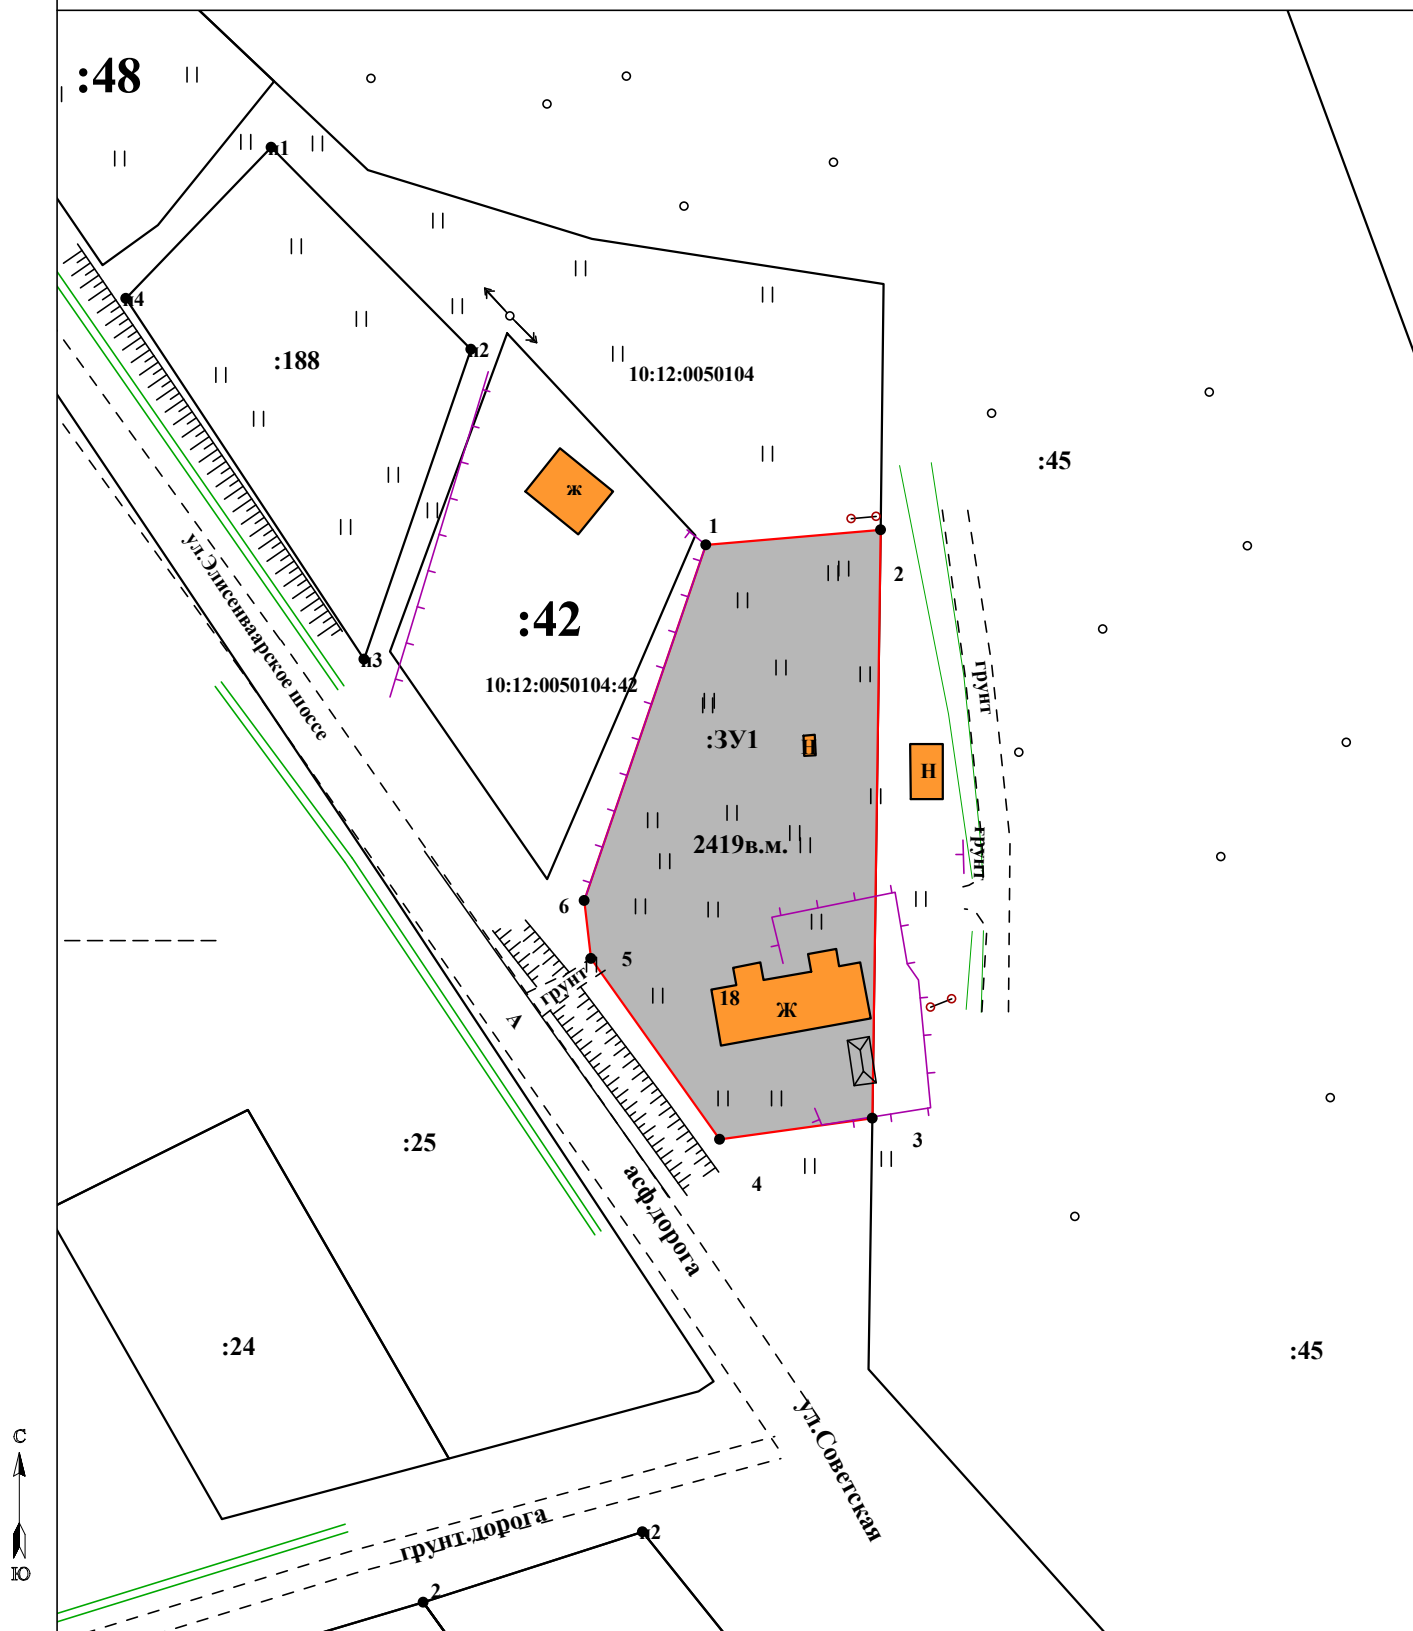 :48
н1
н4
:188
н2
10:12:0050104
:45
ж
1
2
ул.Элисенваарское шоссе
:42
н3
10:12:0050104:42
грунт
:ЗУ1
Н
Н
2419в.м.
грунт
6
5
грунт
18
Ж
А
:25
3
4
асф.дорога
:24
:45
ул.Советская
С
Ю
грунт.дорога
н2
2